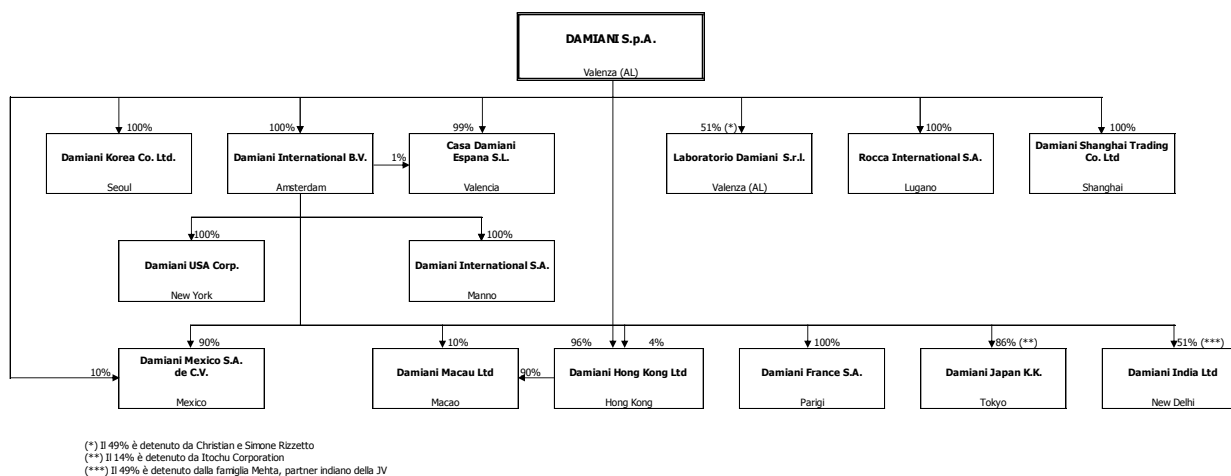 DAMIANI S.p.A.
Valenza (AL)
100%
100%
99%
51% (*)
100%
100%
Damiani Korea Co. Ltd.
Seoul
Damiani International B.V.
Amsterdam
1%
Casa Damiani
Espana S.L.
Valencia
Laboratorio Damiani S.r.l.
Valenza (AL)
Rocca International S.A.
Lugano
Damiani Shanghai Trading
Co. Ltd
Shanghai
100%
100%
Damiani USA Corp.
New York
Damiani International S.A.
Manno
90%
10%
96%
4%
100%
86% (**)
51% (***)
10%
Damiani Mexico S.A.
de C.V.
Mexico
Damiani Macau Ltd
Macao
90%
Damiani Hong Kong Ltd
Hong Kong
Damiani France S.A.
Parigi
Damiani Japan K.K.
Tokyo
Damiani India Ltd
New Delhi
(*) Il 49% è detenuto da Christian e Simone Rizzetto
(**) Il 14% è detenuto da Itochu Corporation
(***) Il 49% è detenuto dalla famiglia Mehta, partner indiano della JV